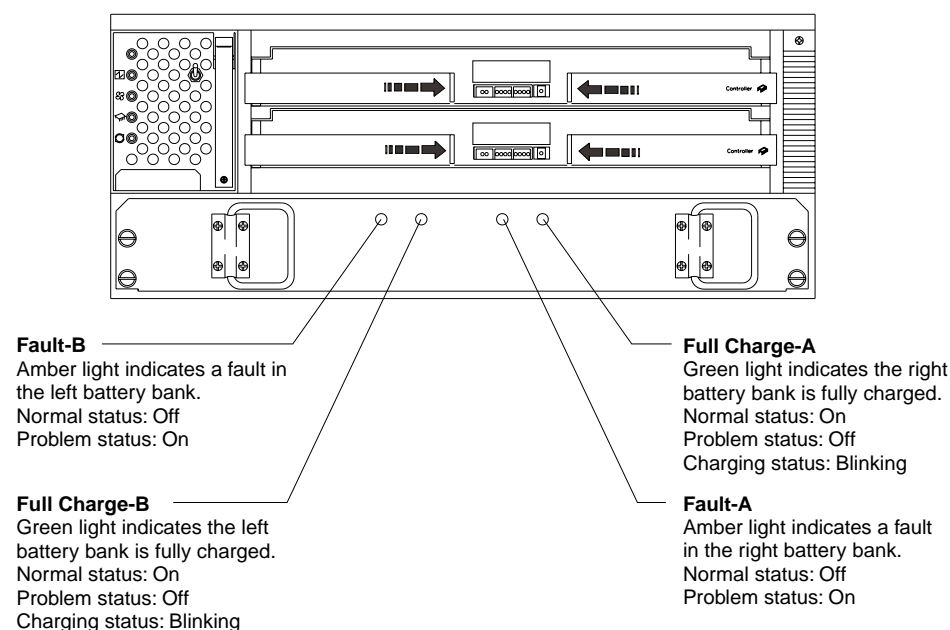 Controller
Controller
Fault-B
Amber light indicates a fault in
the left battery bank.
Normal status: Off
Problem status: On
Full Charge-B
Green light indicates the left
battery bank is fully charged.
Normal status: On
Problem status: Off
Charging status: Blinking
Full Charge-A
Green light indicates the right
battery bank is fully charged.
Normal status: On
Problem status: Off
Charging status: Blinking
Fault-A
Amber light indicates a fault
in the right battery bank.
Normal status: Off
Problem status: On